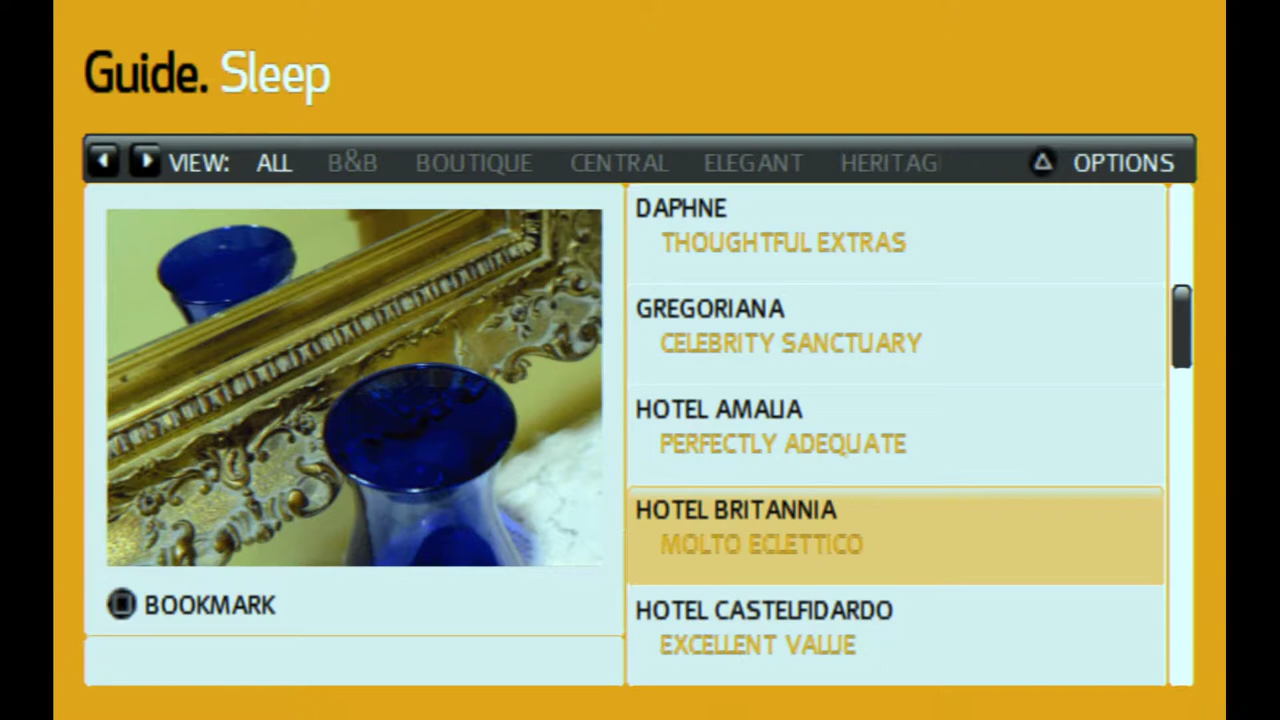 Guide. Sleep
VIEW: ALL B&B BOUTIQUE CENTRAL ELEGANT HERITAG OPTIONS
DAPHNE
THOUGHTFUL EXTRAS
GREGORIANA
CELEBRITY SANCTUARY
HOTEL AMALIA
PERFECTLY ADEQUATE
HOTEL BRITANNIA
MOLTO ECLETTICO
HOTEL CASTELFIDARDO
EXCELLENT VALUE
BOOKMARK